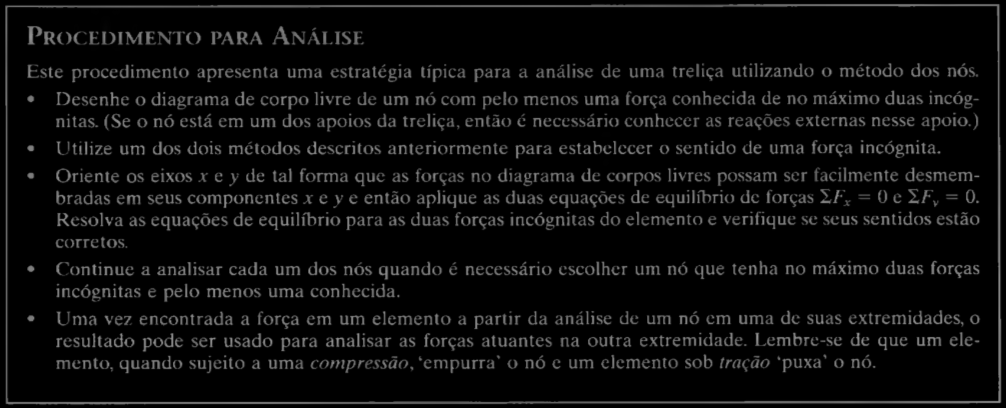 PROCEDIMENTO PARA ANÁLISE
Este procedimento apresenta uma estratégia típica para a análise de uma treliça utilizando o método dos nós.
• Desenhe o diagrama de corpo livre de um nó com pelo menos uma força conhecida de no máximo duas incóg-
nitas. (Se o nó está em um dos apoios da treliça, então é necessário conhecer as reações externas nesse apoio.)
• Utilize um dos dois métodos descritos anteriormente para estabelecer o sentido de uma força incógnita.
• Oriente os eixos x e y de tal forma que as forças no diagrama de corpos livres possam ser facilmente desmem-
bradas em seus componentes x e y e então aplique as duas equações de equilíbrio de forças ΣFx = 0 e ΣFy = 0.
Resolva as equações de equilíbrio para as duas forças incógnitas do elemento e verifique se seus sentidos estão
corretos.
• Continue a analisar cada um dos nós quando é necessário escolher um nó que tenha no máximo duas forças
incógnitas e pelo menos uma conhecida.
• Uma vez encontrada a força em um elemento a partir da análise de um nó em uma de suas extremidades, o
resultado pode ser usado para analisar as forças atuantes na outra extremidade. Lembre-se de que um ele-
mento, quando sujeito a uma compressão, 'empurra' o nó e um elemento sob tração 'puxa' o nó.